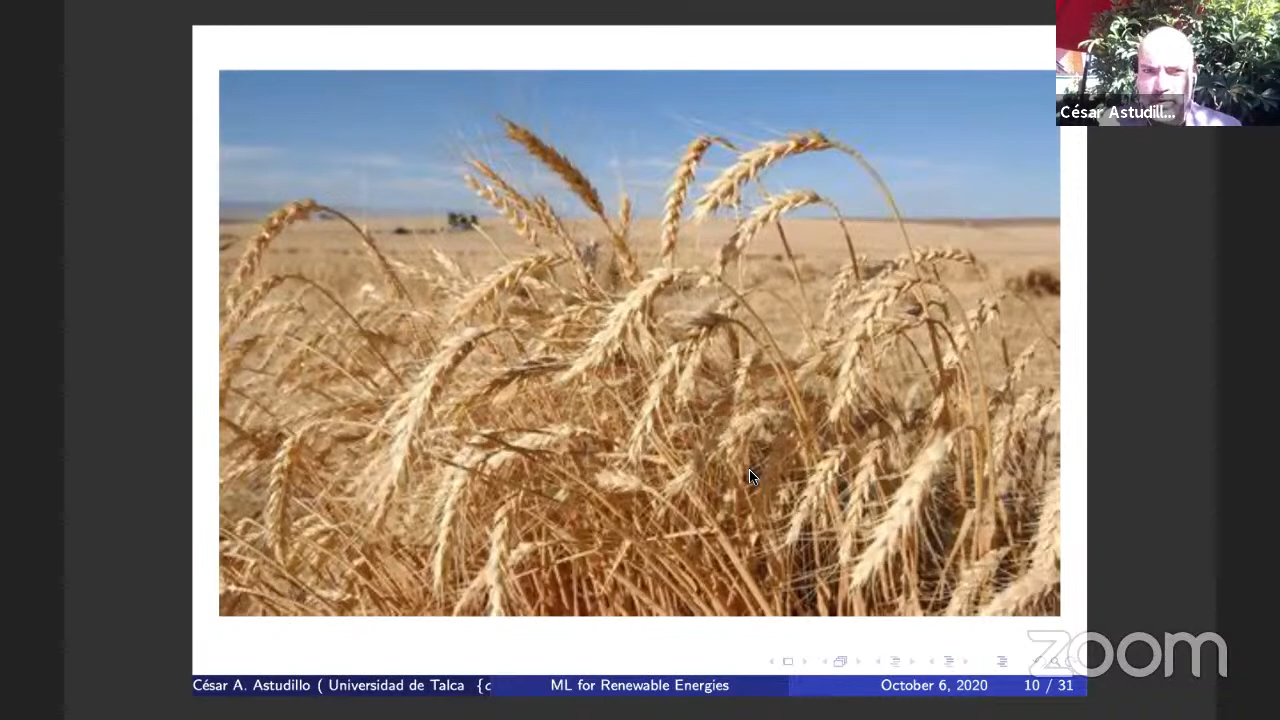 César Astudill...
zoom
César A. Astudillo ( Universidad de Talca {c
ML for Renewable Energies
October 6, 2020 10 / 31